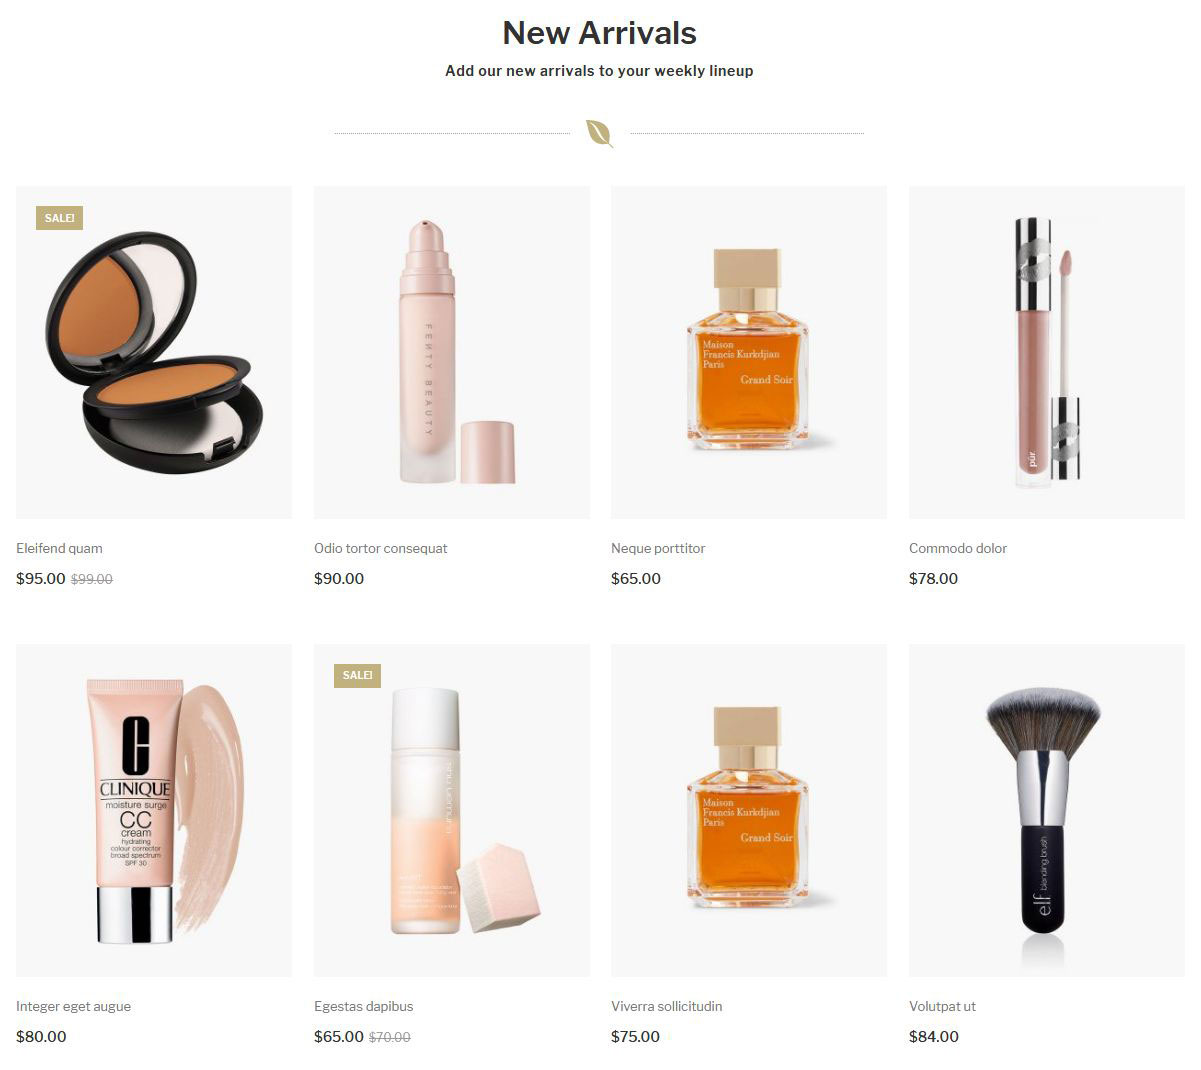 New Arrivals
Add our new arrivals to your weekly lineup
SALE!
FENTY BEAUTY
Maison
Francis Kurkdjian
Paris
Grand Soir
pür
Eleifend quam
$95.00 $99.00
Odio tortor consequat
$90.00
Neque porttitor
$65.00
Commodo dolor
$78.00
CLINIQUE
moisture surge
CC
cream
hydrating
colour corrector
broad spectrum
SPF 30
SALE!
Maison
Francis Kurkdjian
Paris
Grand Soir
elf blending brush
Integer eget augue
$80.00
Egestas dapibus
$65.00 $70.00
Viverra sollicitudin
$75.00
Volutpat ut
$84.00